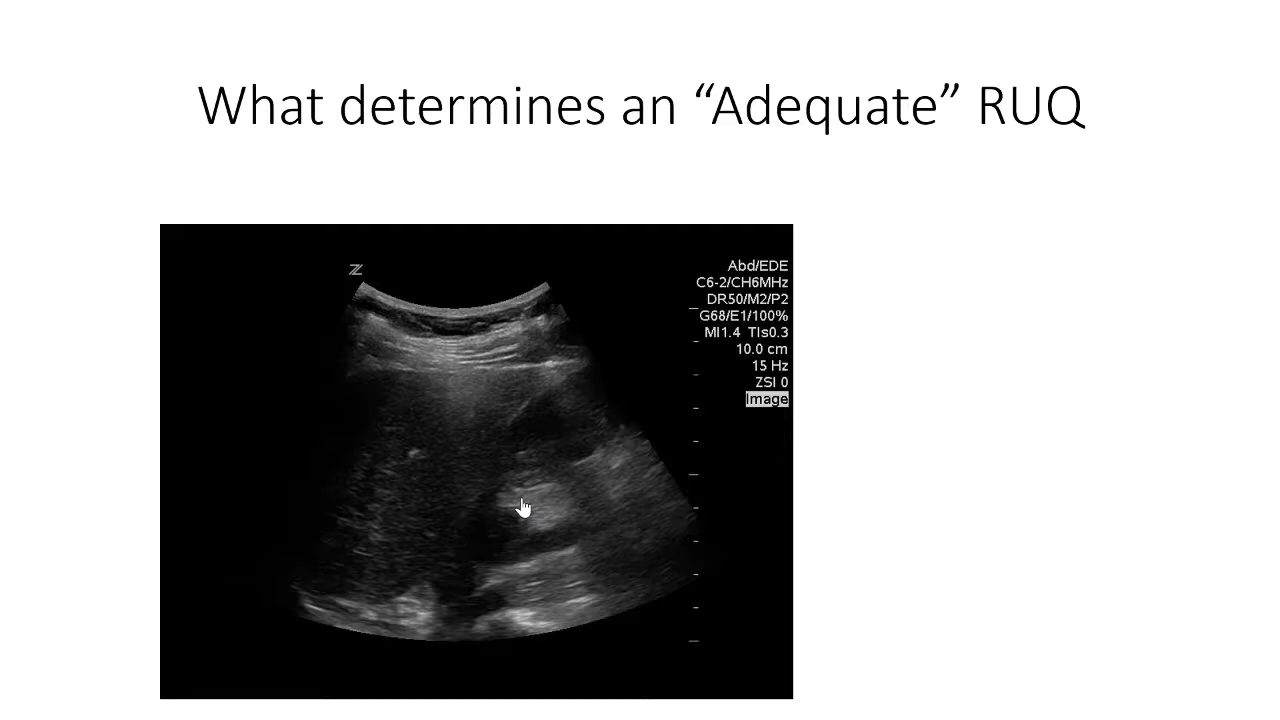 What determines an “Adequate” RUQ
Z
Abd/EDE
C6-2/CH6MHz
DR50/M2/P2
G68/E1/100%
MI1.4 TIs0.3
10.0 cm
15 Hz
ZSI 0
Image